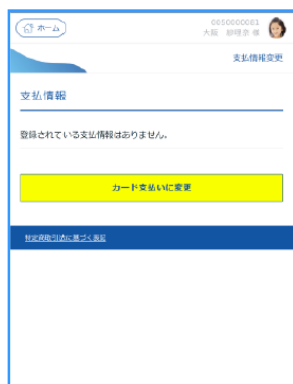 ホーム
0050000081
大阪 紗理奈 様
支払情報変更
支払情報
登録されている支払情報はありません。
カード支払いに変更
特定商取引法に基づく表記